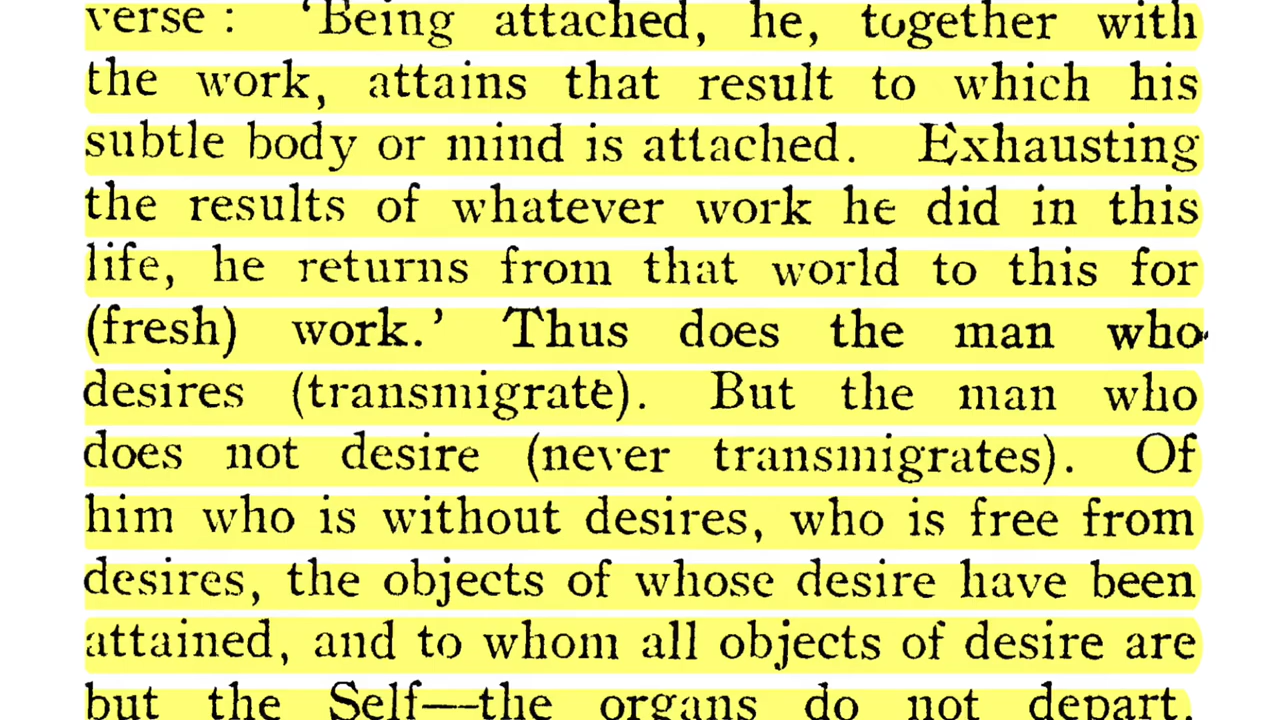 verse : 'Being attached, he, together with
the work, attains that result to which his
subtle body or mind is attached. Exhausting
the results of whatever work he did in this
life, he returns from that world to this for
(fresh) work.' Thus does the man who
desires (transmigrate). But the man who
does not desire (never transmigrates). Of
him who is without desires, who is free from
desires, the objects of whose desire have been
attained, and to whom all objects of desire are
but the Self—the organs do not depart.